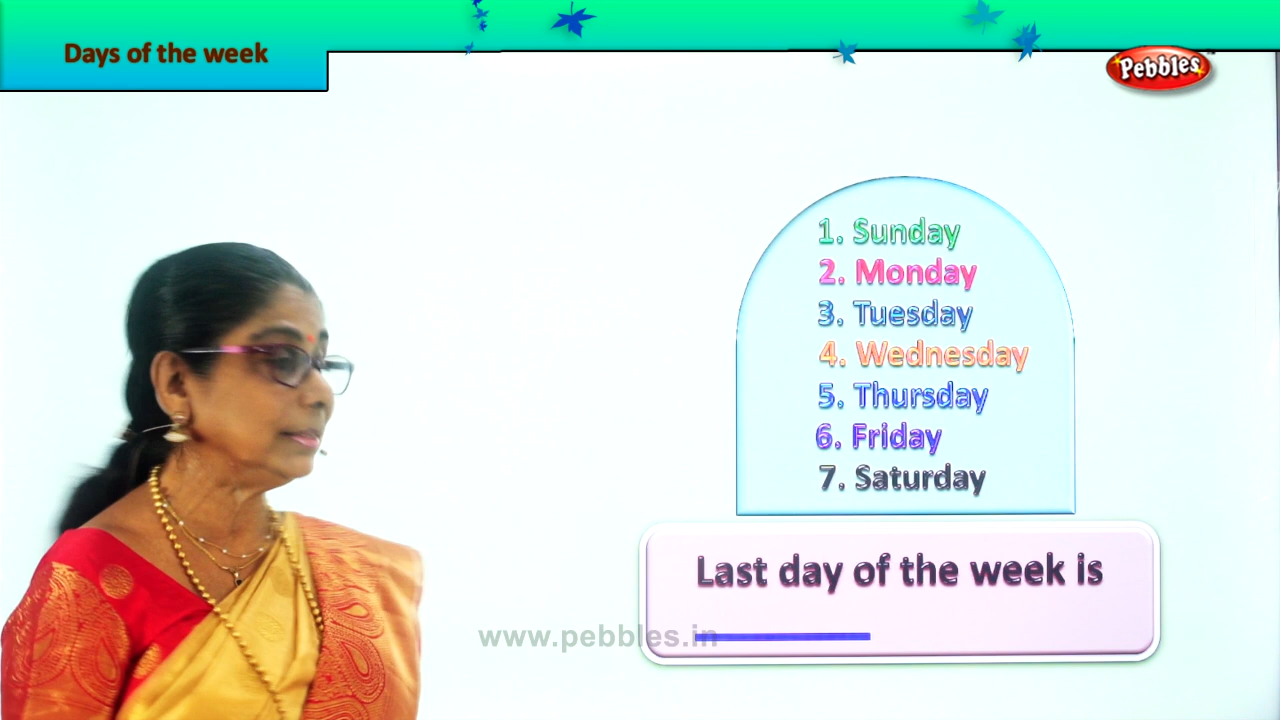 Days of the week
Pebbles
1. Sunday
2. Monday
3. Tuesday
4. Wednesday
5. Thursday
6. Friday
7. Saturday
Last day of the week is
www.pebbles.in